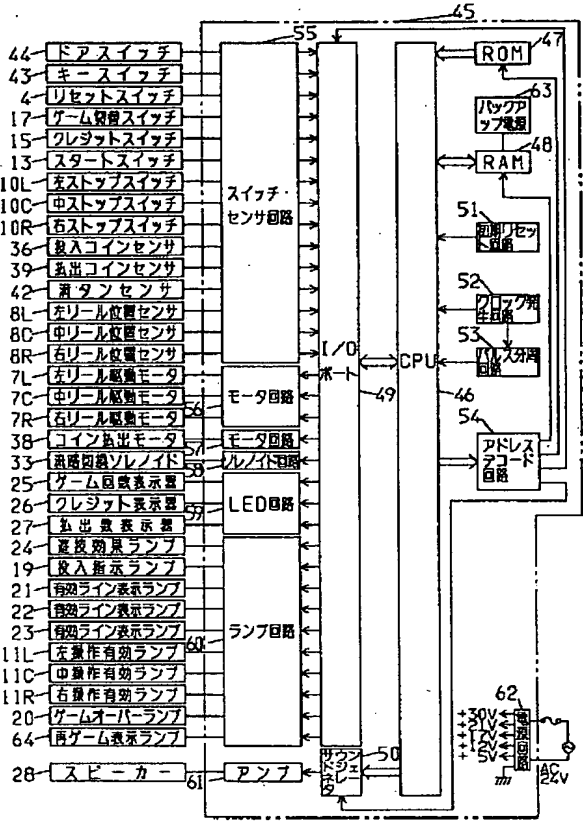 45
55
44 ドアスイッチ
43 キースイッチ
4 リセットスイッチ
17 ゲーム切替スイッチ
15 クレジットスイッチ
13 スタートスイッチ
10L 左ストップスイッチ
10C 中ストップスイッチ
10R 右ストップスイッチ
36 投入コインセンサ
39 払出コインセンサ
42 満タンセンサ
8L 左リール位置センサ
8C 中リール位置センサ
8R 右リール位置センサ
7L 左リール駆動モータ
7C 中リール駆動モータ
7R 右リール駆動モータ
38 コイン払出モータ
33 流路切換ソレノイド
25 ゲーム回数表示器
26 クレジット表示器
27 払出数表示器
24 遊技効果ランプ
19 投入指示ランプ
21 有効ライン表示ランプ
22 有効ライン表示ランプ
23 有効ライン表示ランプ
11L 左操作有効ランプ
11C 中操作有効ランプ
11R 右操作有効ランプ
20 ゲームオーバーランプ
64 再ゲーム表示ランプ
28 スピーカー
スイッチ・
センサ回路
56 モータ回路
57 モータ回路
58 ソレノイド回路
59 LED回路
60 ランプ回路
61 アンプ
I/O
ポート
49
サウンド
ジェネレータ
50
CPU
46
ROM 47
63
バックアップ電源
RAM 48
51
初期リセット回路
52
クロック発生回路
53
パルス分周回路
54
アドレス
デコード
回路
62
電源回路
+30V
+21V
+17V
+12V
+5V
AC
24V